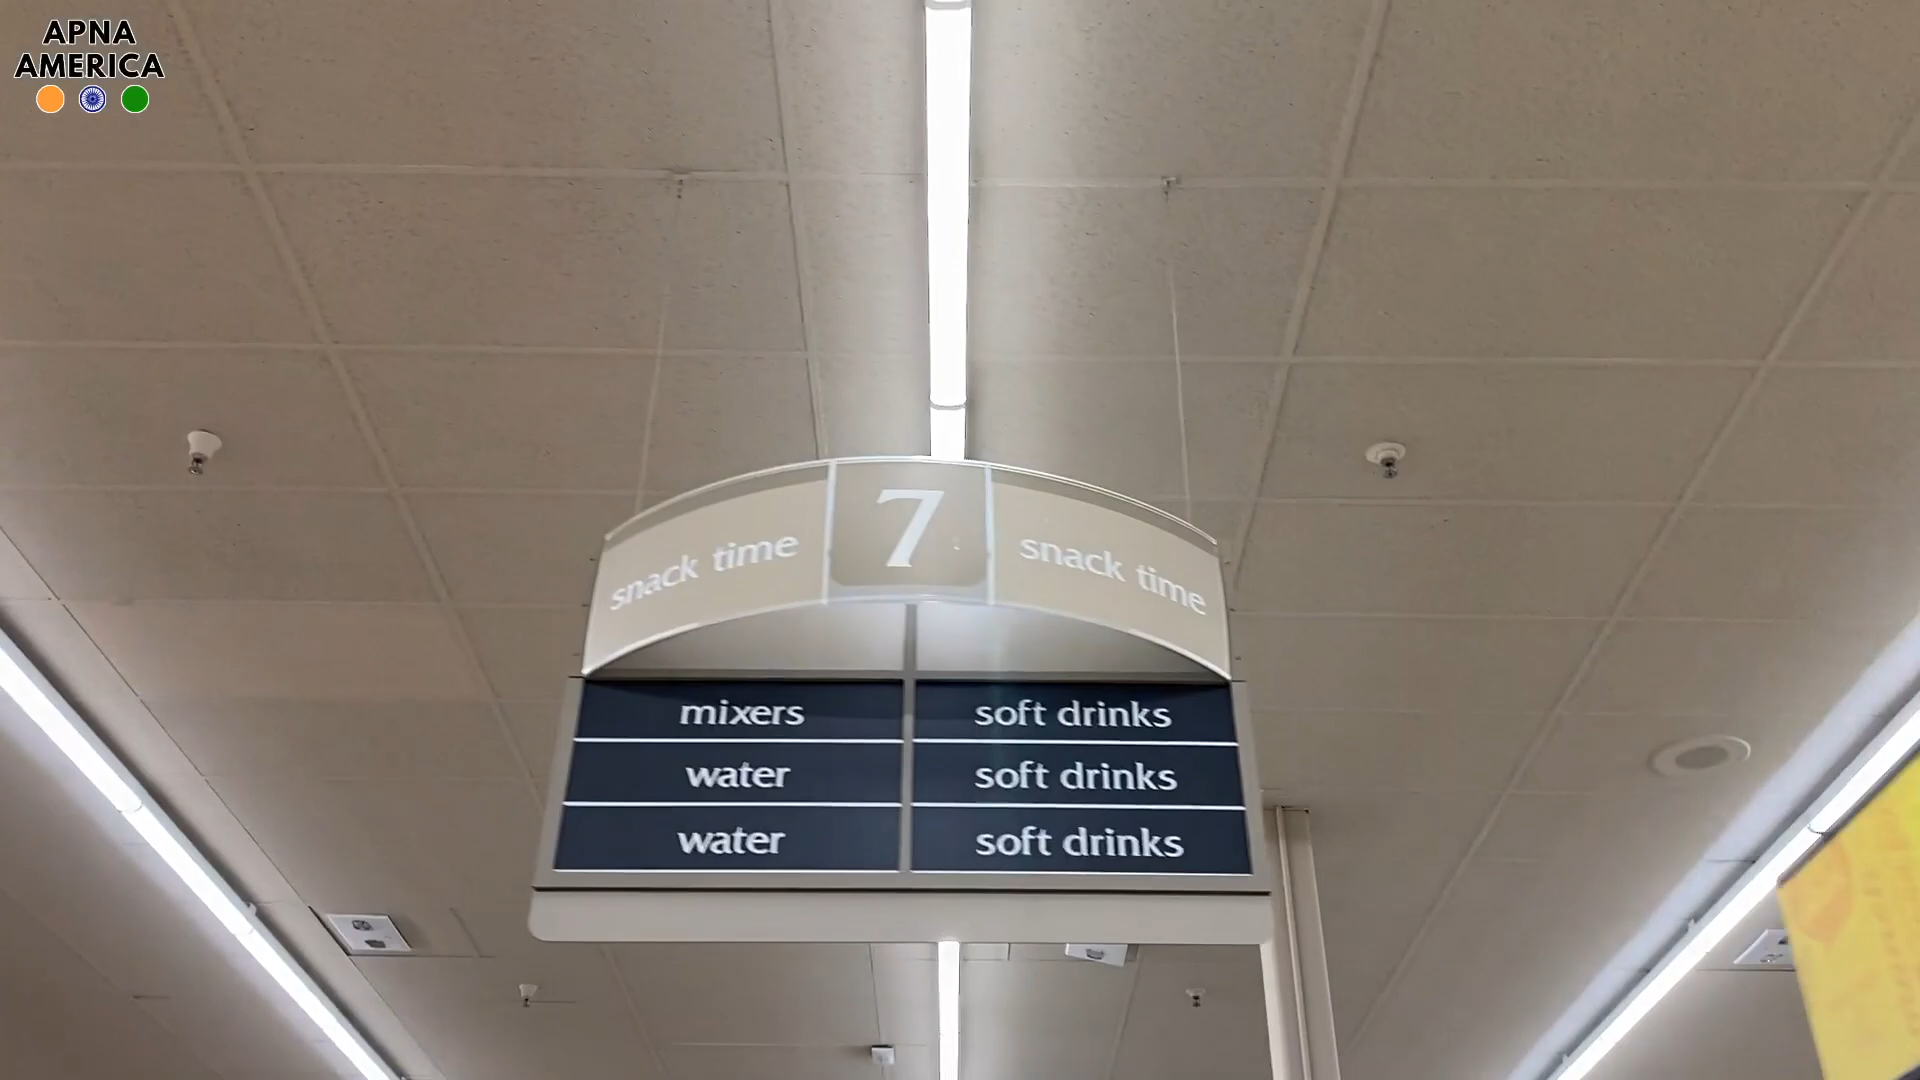 APNA
AMERICA
snack time 7 snack time
mixers soft drinks
water soft drinks
water soft drinks